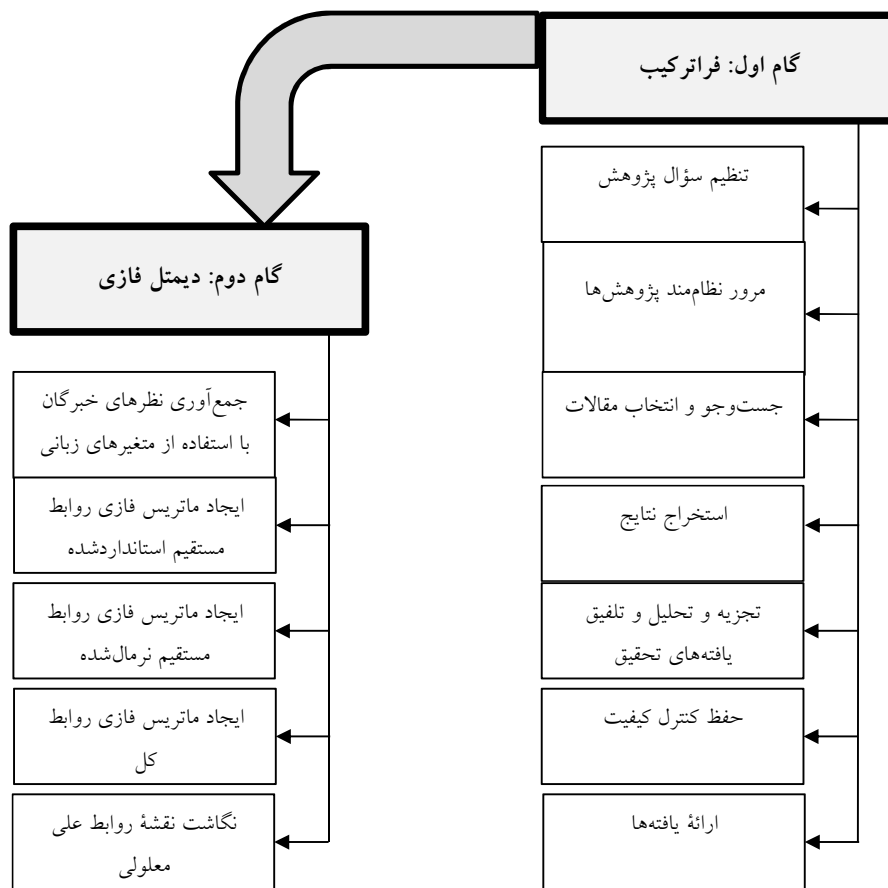 گام اول: فراترکیب
تنظیم سؤال پژوهش
مرور نظام‌مند پژوهش‌ها
جست‌وجو و انتخاب مقالات
استخراج نتایج
تجزیه و تحلیل و تلفیق
یافته‌های تحقیق
حفظ کنترل کیفیت
ارائۀ یافته‌ها
گام دوم: دیمتل فازی
جمع‌آوری نظرهای خبرگان
با استفاده از متغیرهای زبانی
ایجاد ماتریس فازی روابط
مستقیم استانداردشده
ایجاد ماتریس فازی روابط
مستقیم نرمال‌شده
ایجاد ماتریس فازی روابط
کل
نگاشت نقشۀ روابط علی
معلولی